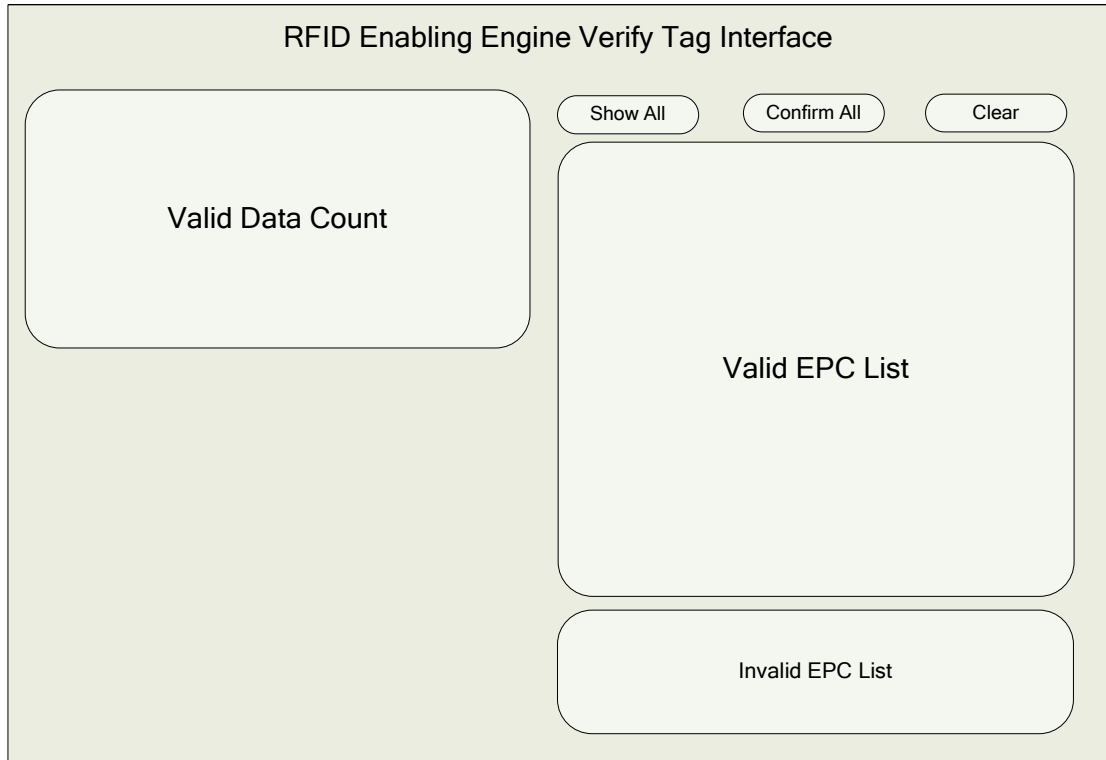 RFID Enabling Engine Verify Tag Interface
Show All
Confirm All
Clear
Valid Data Count
Valid EPC List
Invalid EPC List